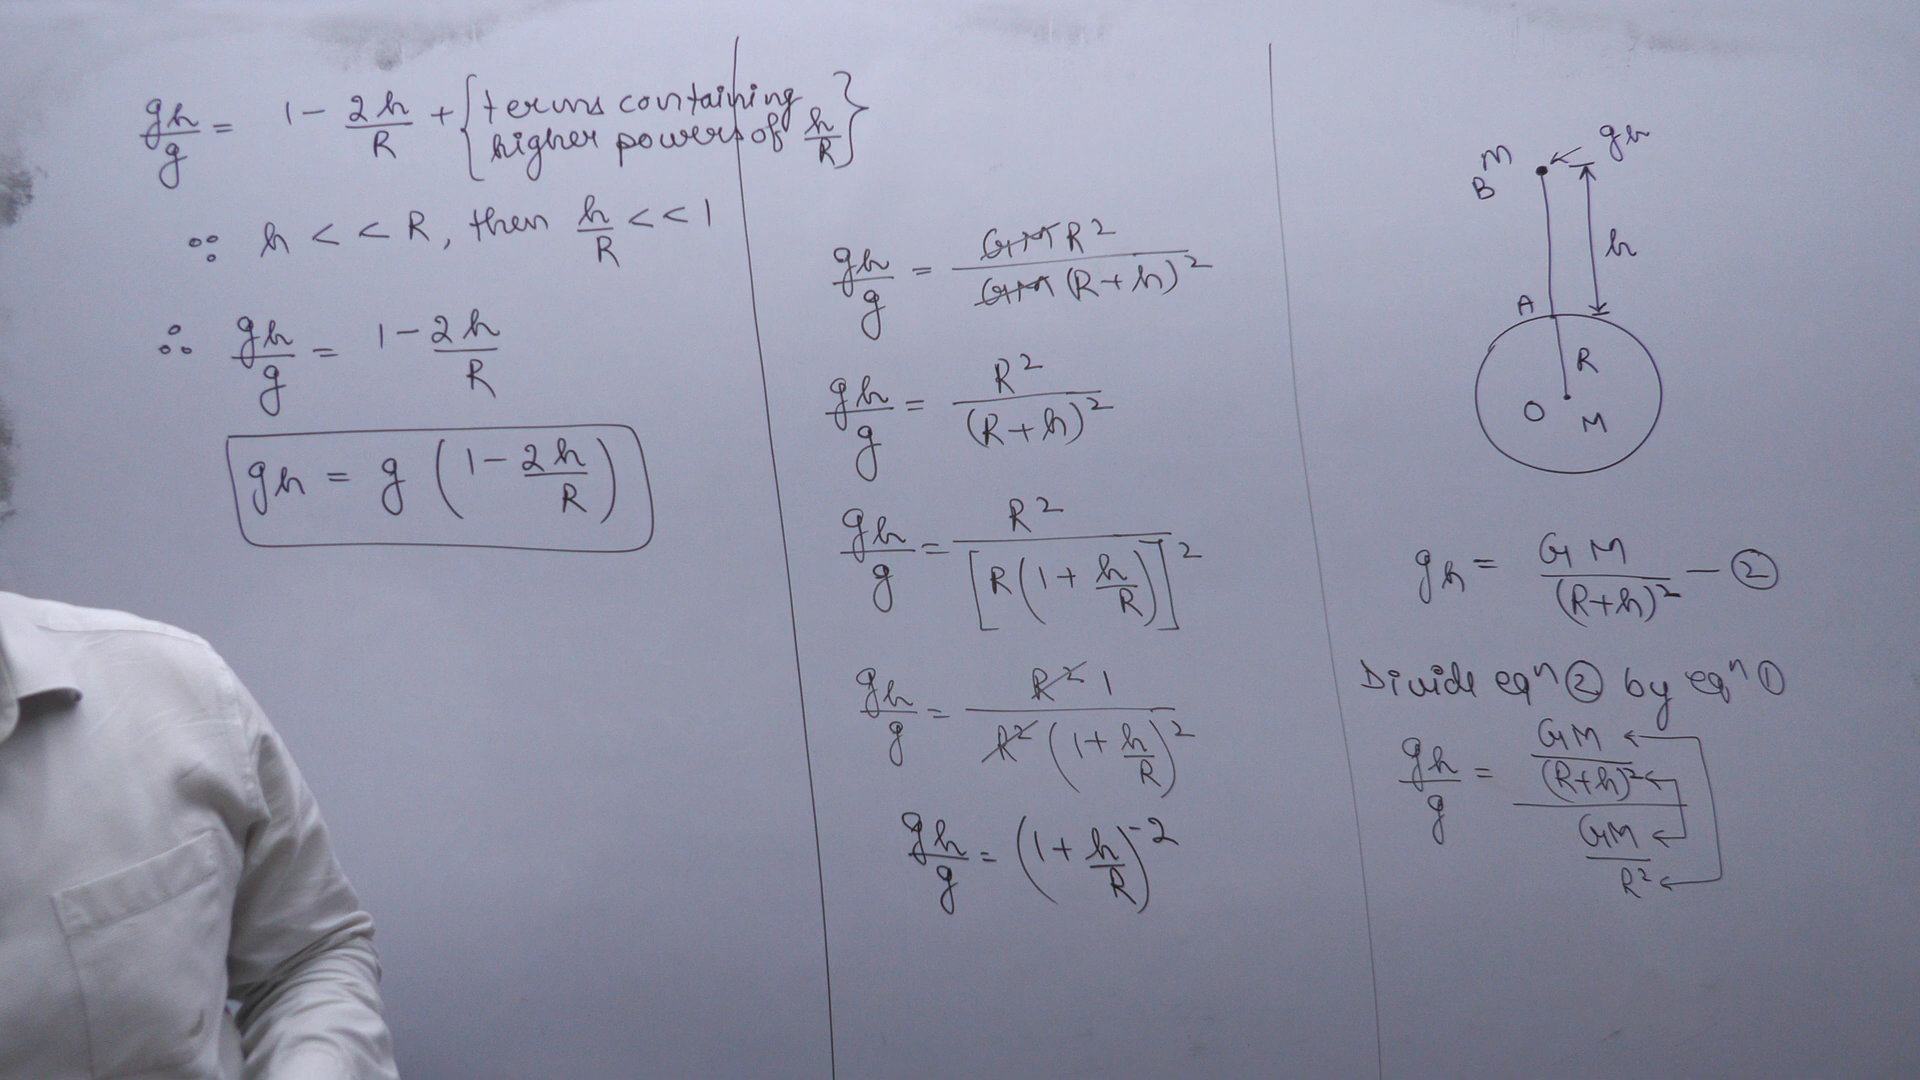 gh/g = 1 - 2h/R + {terms containing higher powers of h/R}
∵ h < < R, then h/R < < 1
∴ gh/g = 1 - 2h/R
gh = g (1 - 2h/R)
gh/g = GMR²/GM(R+h)²
gh/g = R²/(R+h)²
gh/g = R²/[R(1 + h/R)]²
gh/g = R² 1/R²(1 + h/R)²
gh/g = (1 + h/R)⁻²
M
B
gh
h
A
R
O
M
gh = GM/(R+h)² — ②
Divide eqⁿ ② by eqⁿ ①
gh/g = GM/(R+h)² / GM/R²